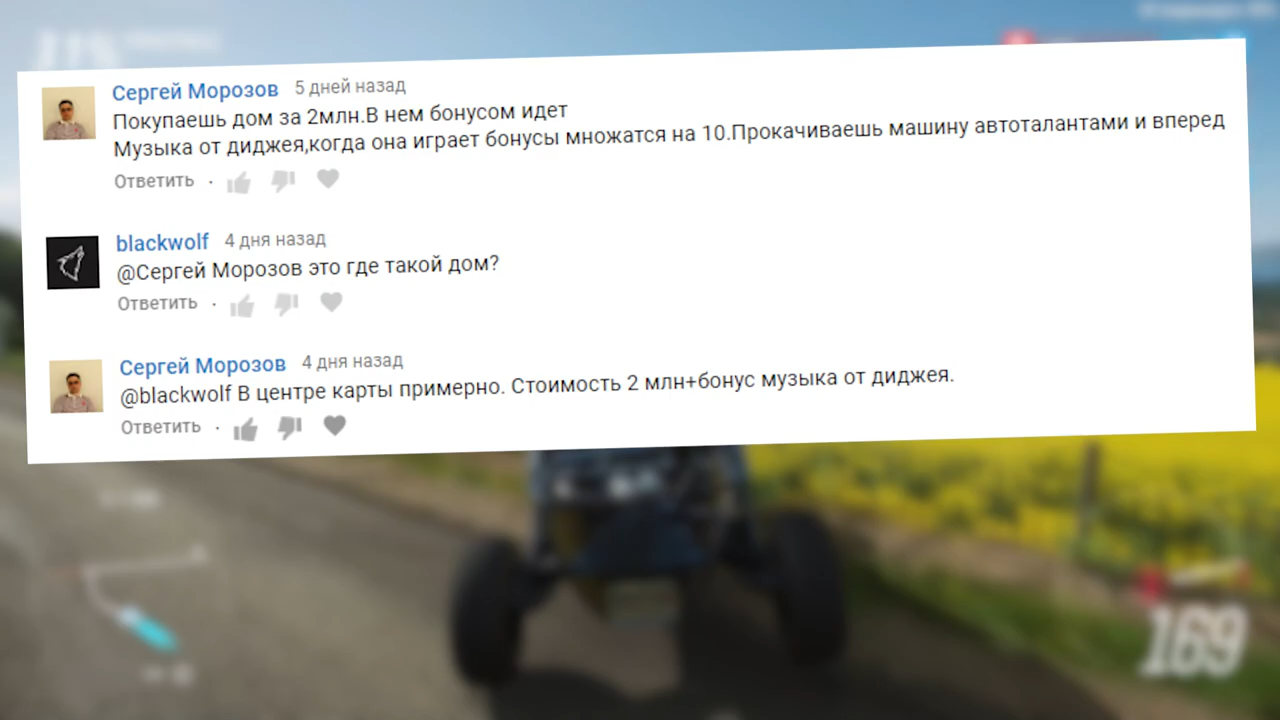 Сергей Морозов 5 дней назад
Покупаешь дом за 2млн.В нем бонусом идет
Музыка от диджея,когда она играет бонусы множатся на 10.Прокачиваешь машину автоталантами и вперед
Ответить ·
blackwolf 4 дня назад
@Сергей Морозов это где такой дом?
Ответить ·
Сергей Морозов 4 дня назад
@blackwolf В центре карты примерно. Стоимость 2 млн+бонус музыка от диджея.
Ответить ·
169